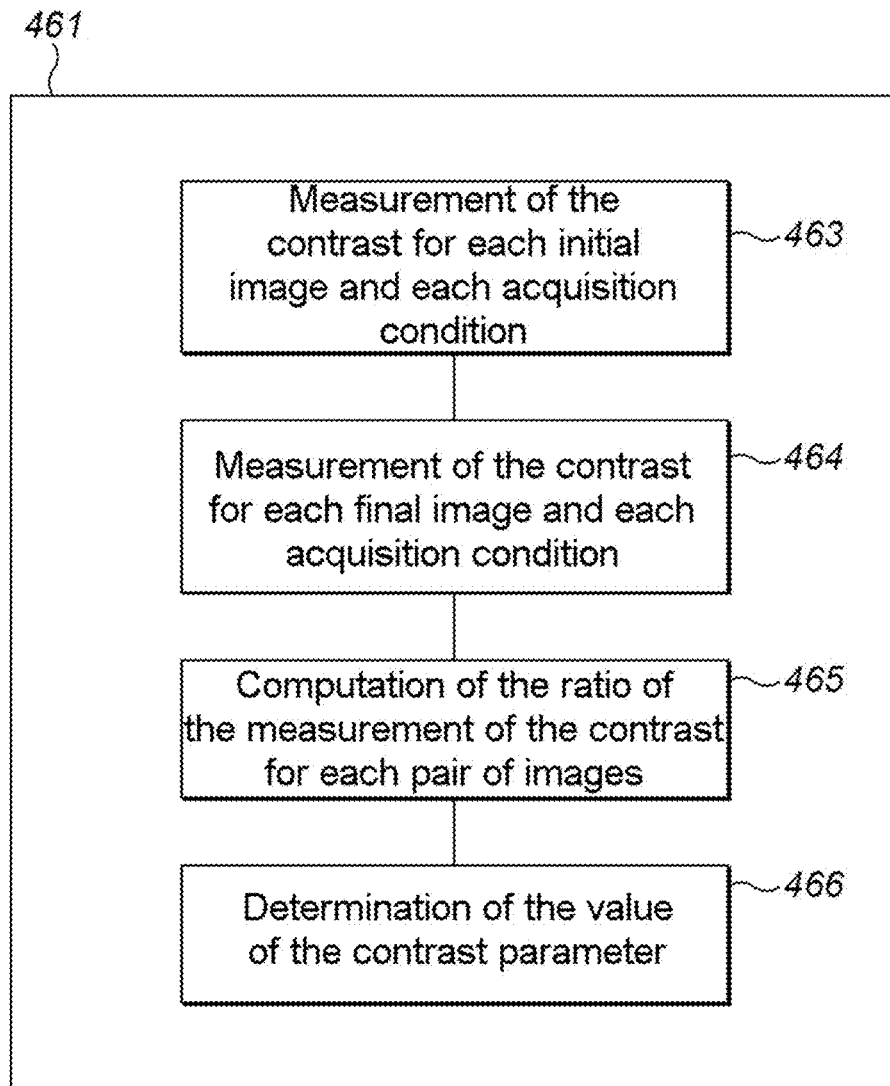 461
Measurement of the
contrast for each initial
image and each acquisition
condition
463
Measurement of the contrast
for each final image and each
acquisition condition
464
Computation of the ratio of
the measurement of the contrast
for each pair of images
465
Determination of the value
of the contrast parameter
466